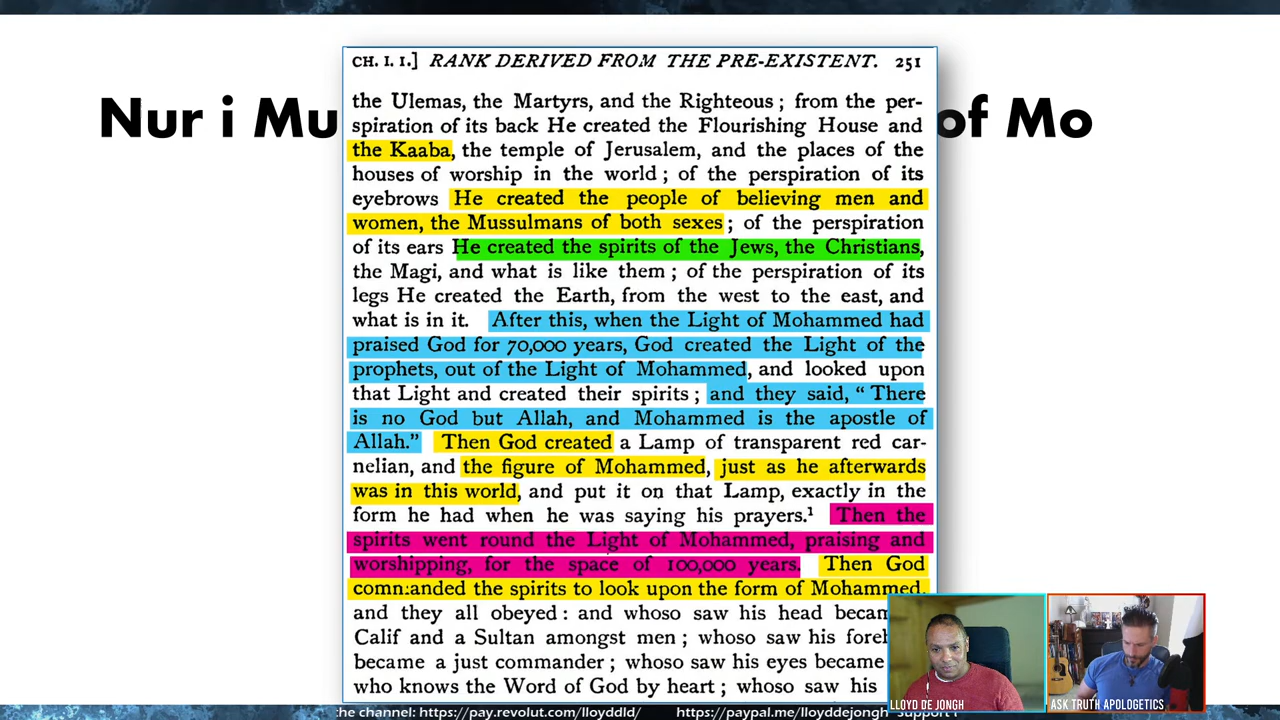 Nur i Mu
of Mo
CH. I. I.] RANK DERIVED FROM THE PRE-EXISTENT. 251
the Ulemas, the Martyrs, and the Righteous ; from the per-
spiration of its back He created the Flourishing House and
the Kaaba, the temple of Jerusalem, and the places of the
houses of worship in the world ; of the perspiration of its
eyebrows He created the people of believing men and
women, the Mussulmans of both sexes ; of the perspiration
of its ears He created the spirits of the Jews, the Christians,
the Magi, and what is like them ; of the perspiration of its
legs He created the Earth, from the west to the east, and
what is in it. After this, when the Light of Mohammed had
praised God for 70,000 years, God created the Light of the
prophets, out of the Light of Mohammed, and looked upon
that Light and created their spirits ; and they said, “ There
is no God but Allah, and Mohammed is the apostle of
Allah.” Then God created a Lamp of transparent red car-
nelian, and the figure of Mohammed, just as he afterwards
was in this world, and put it on that Lamp, exactly in the
form he had when he was saying his prayers.¹ Then the
spirits went round the Light of Mohammed, praising and
worshipping, for the space of 100,000 years. Then God
commanded the spirits to look upon the form of Mohammed,
and they all obeyed : and whoso saw his head becam
Calif and a Sultan amongst men ; whoso saw his foreh
became a just commander ; whoso saw his eyes became
who knows the Word of God by heart ; whoso saw his
LLOYD DE JONGH
ASK TRUTH APOLOGETICS
the channel: https://pay.revolut.com/lloyddld/ https://paypal.me/lloyddejongh